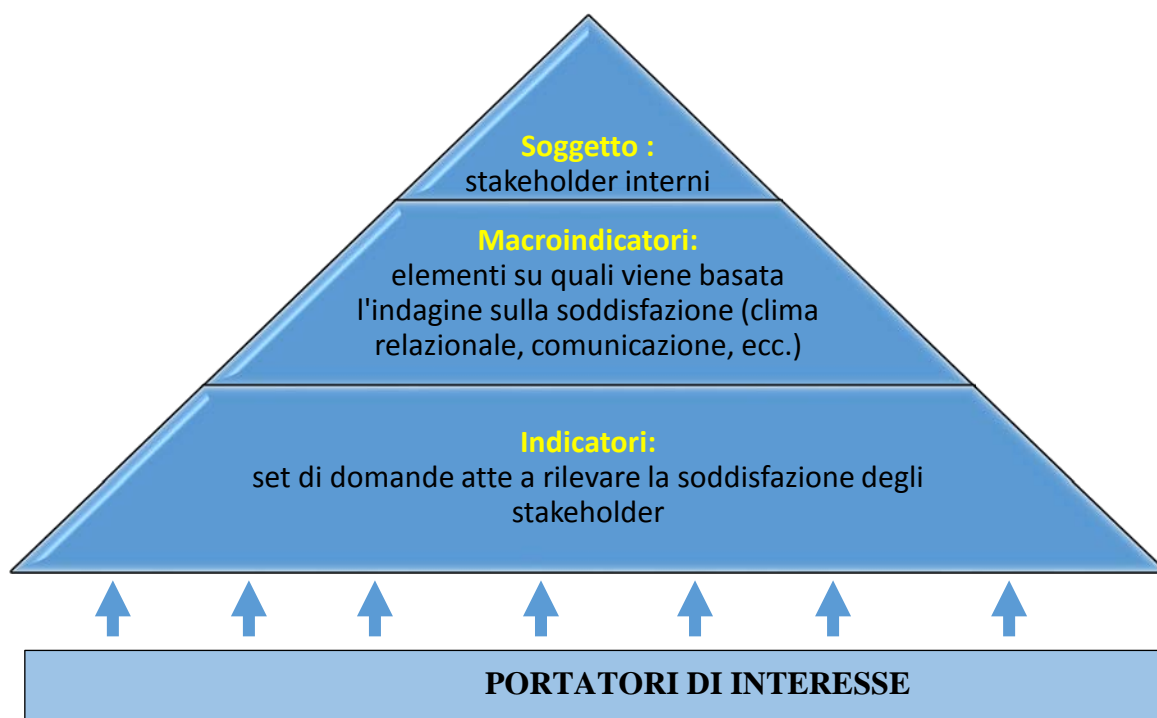 Soggetto :
stakeholder interni
Macroindicatori:
elementi su quali viene basata
l'indagine sulla soddisfazione (clima
relazionale, comunicazione, ecc.)
Indicatori:
set di domande atte a rilevare la soddisfazione degli
stakeholder
PORTATORI DI INTERESSE